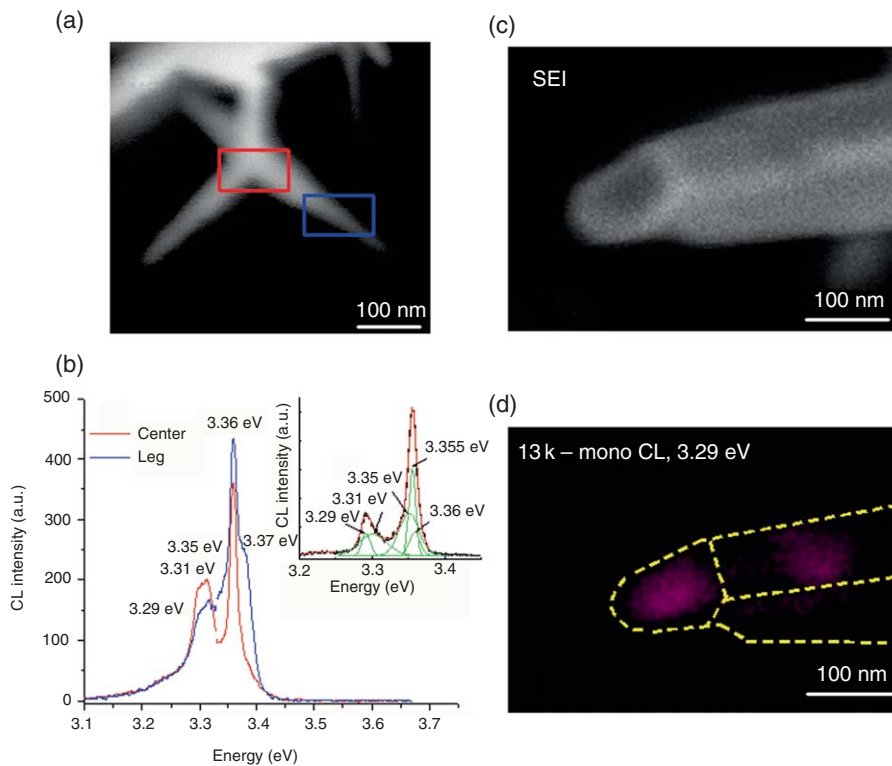 (a)
100 nm
(b)
500
400
300
200
100
0
CL intensity (a.u.)
Center
Leg
3.36 eV
3.35 eV
3.37 eV
3.31 eV
3.29 eV
3.1
3.2
3.3
3.4
3.5
3.6
3.7
Energy (eV)
CL intensity (a.u.)
3.355 eV
3.35 eV
3.31 eV
3.29 eV
3.36 eV
3.2
3.3
3.4
Energy (eV)
(c)
SEI
100 nm
(d)
13 k – mono CL, 3.29 eV
100 nm